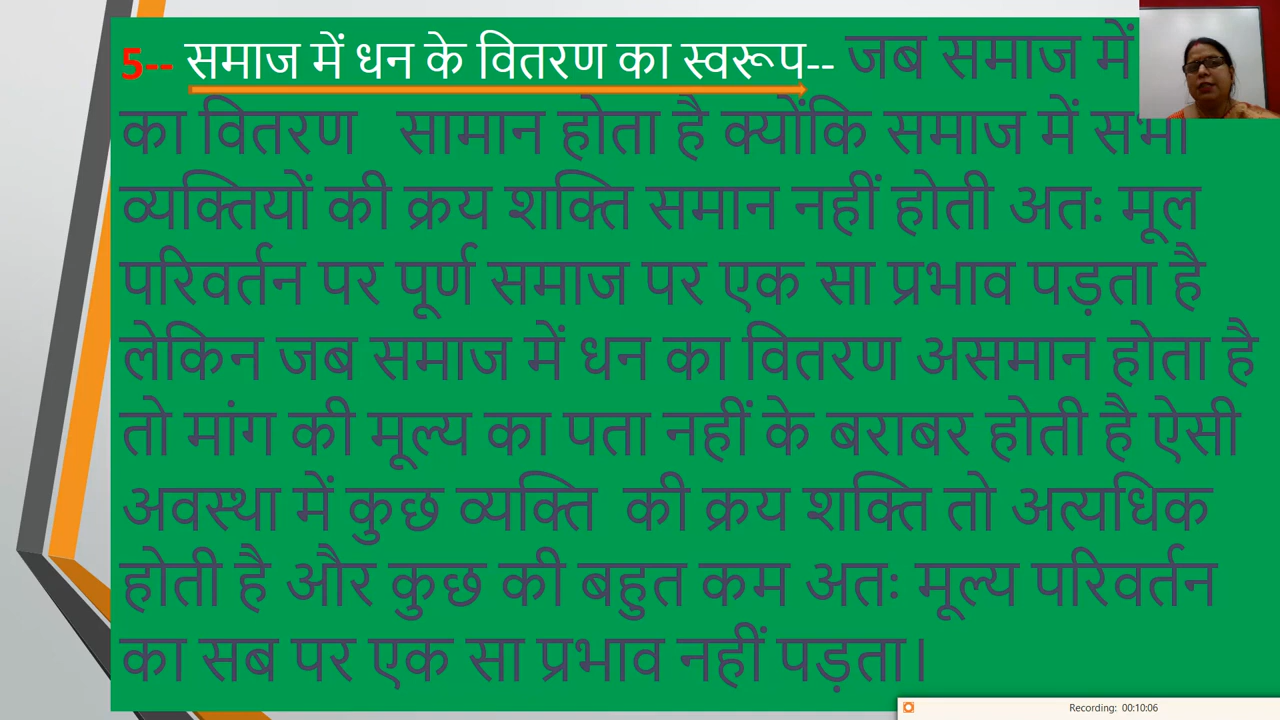 5-- समाज में धन के वितरण का स्वरूप-- जब समाज में
का वितरण सामान होता है क्योंकि समाज में सभी
व्यक्तियों की क्रय शक्ति समान नहीं होती अतः मूल
परिवर्तन पर पूर्ण समाज पर एक सा प्रभाव पड़ता है
लेकिन जब समाज में धन का वितरण असमान होता है
तो मांग की मूल्य का पता नहीं के बराबर होती है ऐसी
अवस्था में कुछ व्यक्ति की क्रय शक्ति तो अत्यधिक
होती है और कुछ की बहुत कम अतः मूल्य परिवर्तन
का सब पर एक सा प्रभाव नहीं पड़ता।
Recording: 00:10:06